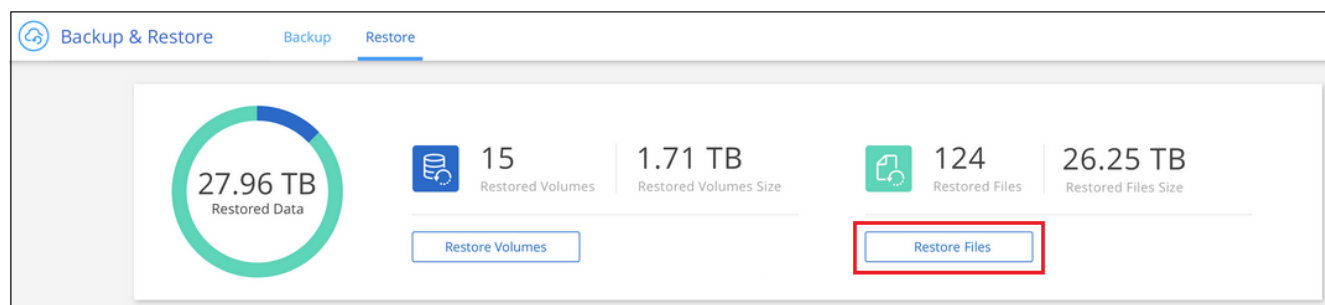 Backup & Restore
Backup
Restore
27.96 TB
Restored Data
15
Restored Volumes
1.71 TB
Restored Volumes Size
Restore Volumes
124
Restored Files
26.25 TB
Restored Files Size
Restore Files